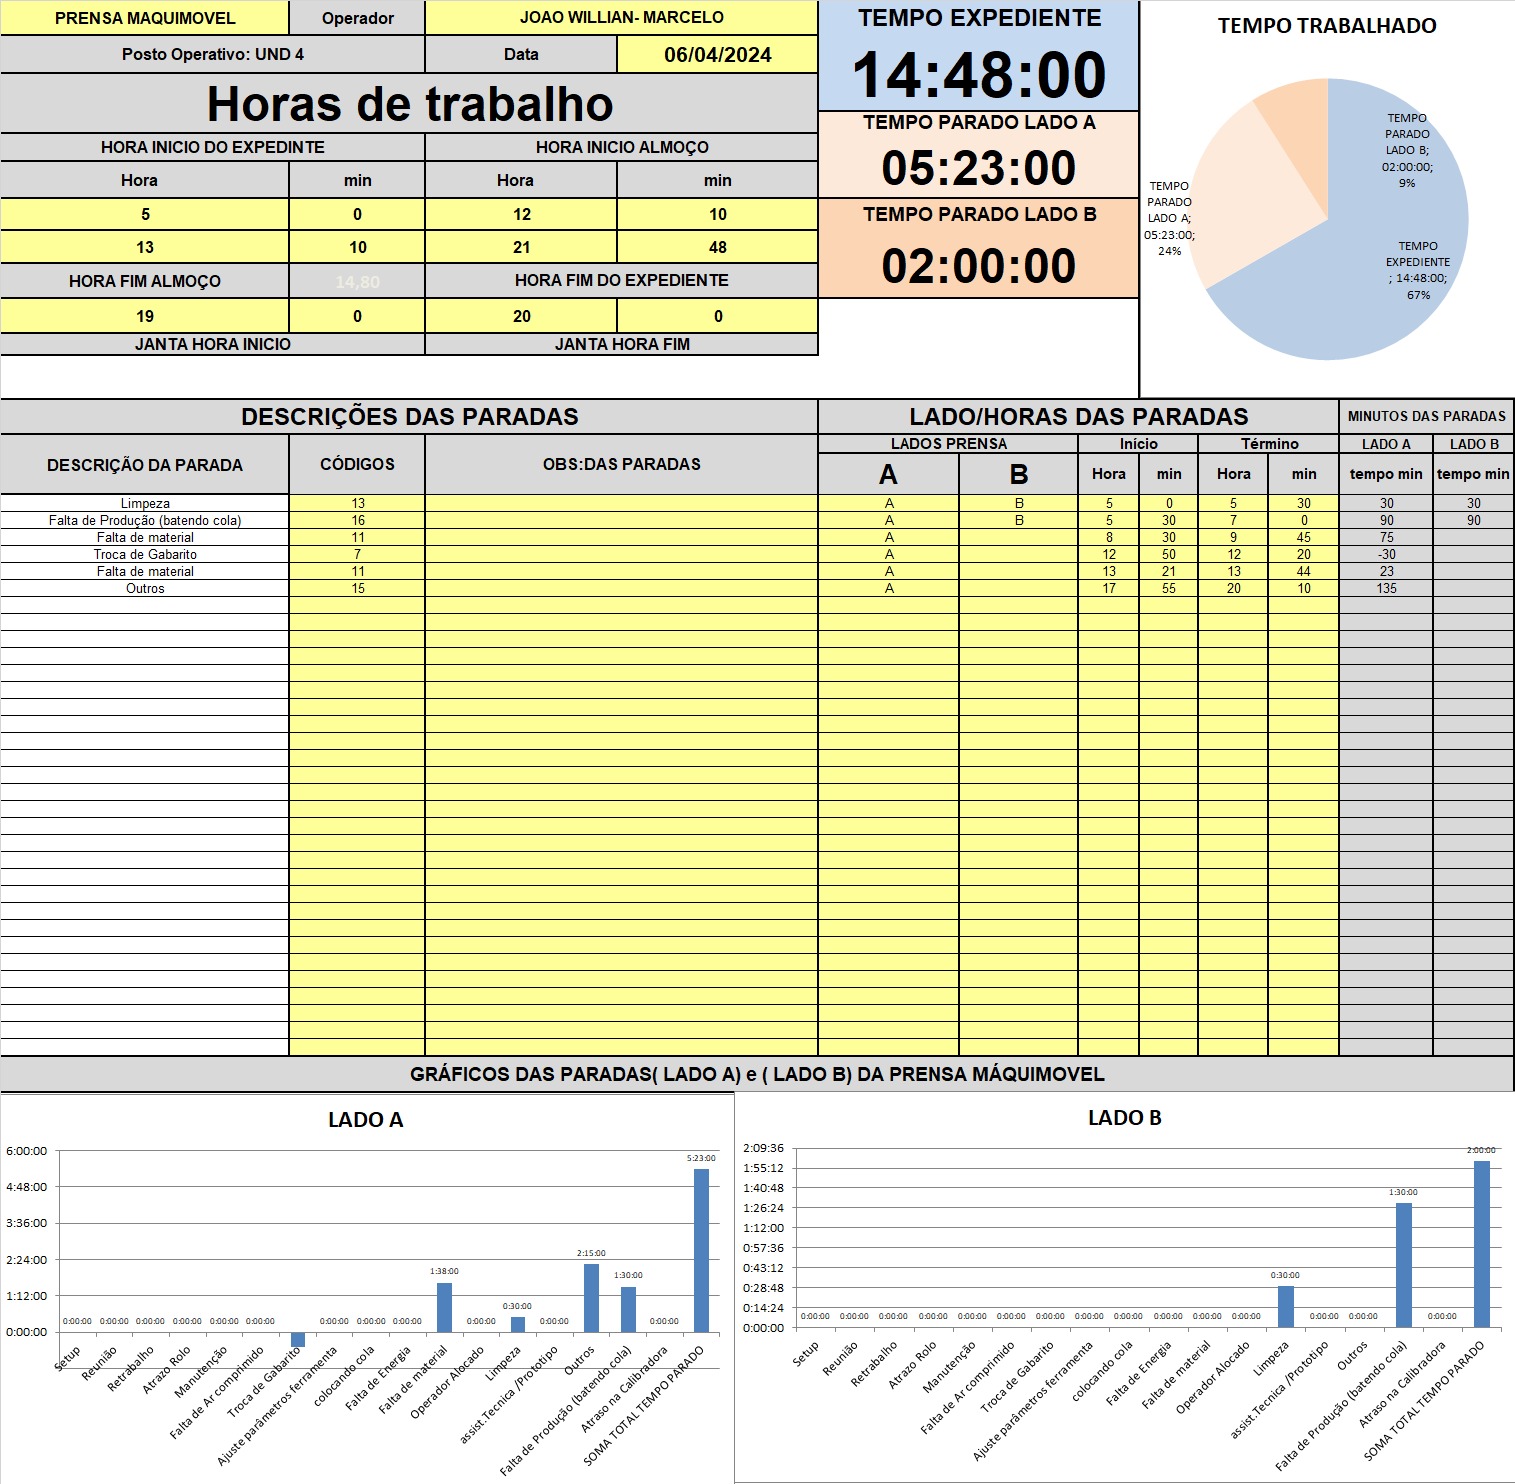 PRENSA MAQUIMOVEL Operador JOAO WILLIAN- MARCELO
Posto Operativo: UND 4 Data 06/04/2024
Horas de trabalho
HORA INICIO DO EXPEDINTE HORA INICIO ALMOÇO
Hora min Hora min
5 0 12 10
13 10 21 48
HORA FIM ALMOÇO 14,80 HORA FIM DO EXPEDIENTE
19 0 20 0
JANTA HORA INICIO JANTA HORA FIM
TEMPO EXPEDIENTE
14:48:00
TEMPO PARADO LADO A
05:23:00
TEMPO PARADO LADO B
02:00:00
TEMPO TRABALHADO
TEMPO
PARADO
LADO B;
02:00:00;
9%
TEMPO
PARADO
LADO A;
05:23:00;
24%
TEMPO
EXPEDIENTE
; 14:48:00;
67%
DESCRIÇÕES DAS PARADAS LADO/HORAS DAS PARADAS MINUTOS DAS PARADAS
DESCRIÇÃO DA PARADA CÓDIGOS OBS:DAS PARADAS LADOS PRENSA Início Término LADO A LADO B
A B Hora min Hora min tempo min tempo min
Limpeza 13 A B 5 0 5 30 30 30
Falta de Produção (batendo cola) 16 A B 5 30 7 0 90 90
Falta de material 11 A 8 30 9 45 75
Troca de Gabarito 7 A 12 50 12 20 -30
Falta de material 11 A 13 21 13 44 23
Outros 15 A 17 55 20 10 135
GRÁFICOS DAS PARADAS( LADO A) e ( LADO B) DA PRENSA MÁQUIMOVEL
LADO A
6:00:00
4:48:00
3:36:00
2:24:00
1:12:00
0:00:00
0:00:00 0:00:00 0:00:00 0:00:00 0:00:00 0:00:00 0:00:00 0:00:00 0:00:00 1:38:00 0:00:00 0:30:00 0:00:00 2:15:00 1:30:00 0:00:00 5:23:00
Setup
Reunião
Retrabalho
Atrazo Rolo
Manutenção
Falta de Ar comprimido
Troca de Gabarito
Ajuste parâmetros ferramenta
colocando cola
Falta de Energia
Falta de material
Operador Alocado
Limpeza
assist.Tecnica /Prototipo
Outros
Falta de Produção (batendo cola)
Atraso na Calibradora
SOMA TOTAL TEMPO PARADO
LADO B
2:09:36
1:55:12
1:40:48
1:26:24
1:12:00
0:57:36
0:43:12
0:28:48
0:14:24
0:00:00
0:00:00 0:00:00 0:00:00 0:00:00 0:00:00 0:00:00 0:00:00 0:00:00 0:00:00 0:00:00 0:00:00 0:00:00 0:30:00 0:00:00 0:00:00 1:30:00 0:00:00 2:00:00
Setup
Reunião
Retrabalho
Atrazo Rolo
Manutenção
Falta de Ar comprimido
Troca de Gabarito
Ajuste parâmetros ferramenta
colocando cola
Falta de Energia
Falta de material
Operador Alocado
Limpeza
assist.Tecnica /Prototipo
Outros
Falta de Produção (batendo cola)
Atraso na Calibradora
SOMA TOTAL TEMPO PARADO